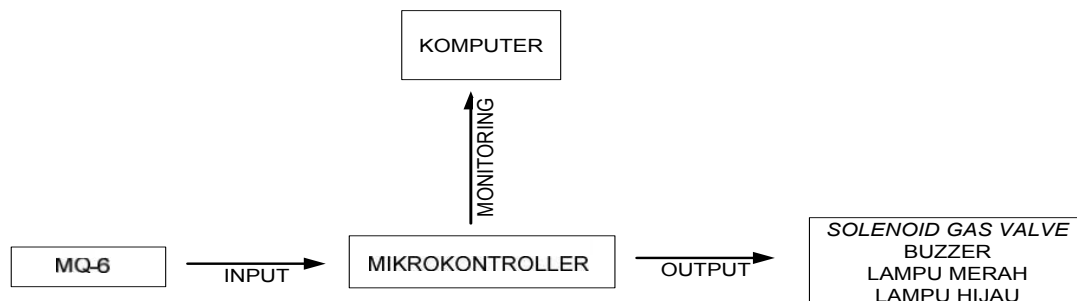 KOMPUTER
MONITORING
MQ-6
INPUT
MIKROKONTROLLER
OUTPUT
SOLENOID GAS VALVE
BUZZER
LAMPU MERAH
LAMPU HIJAU